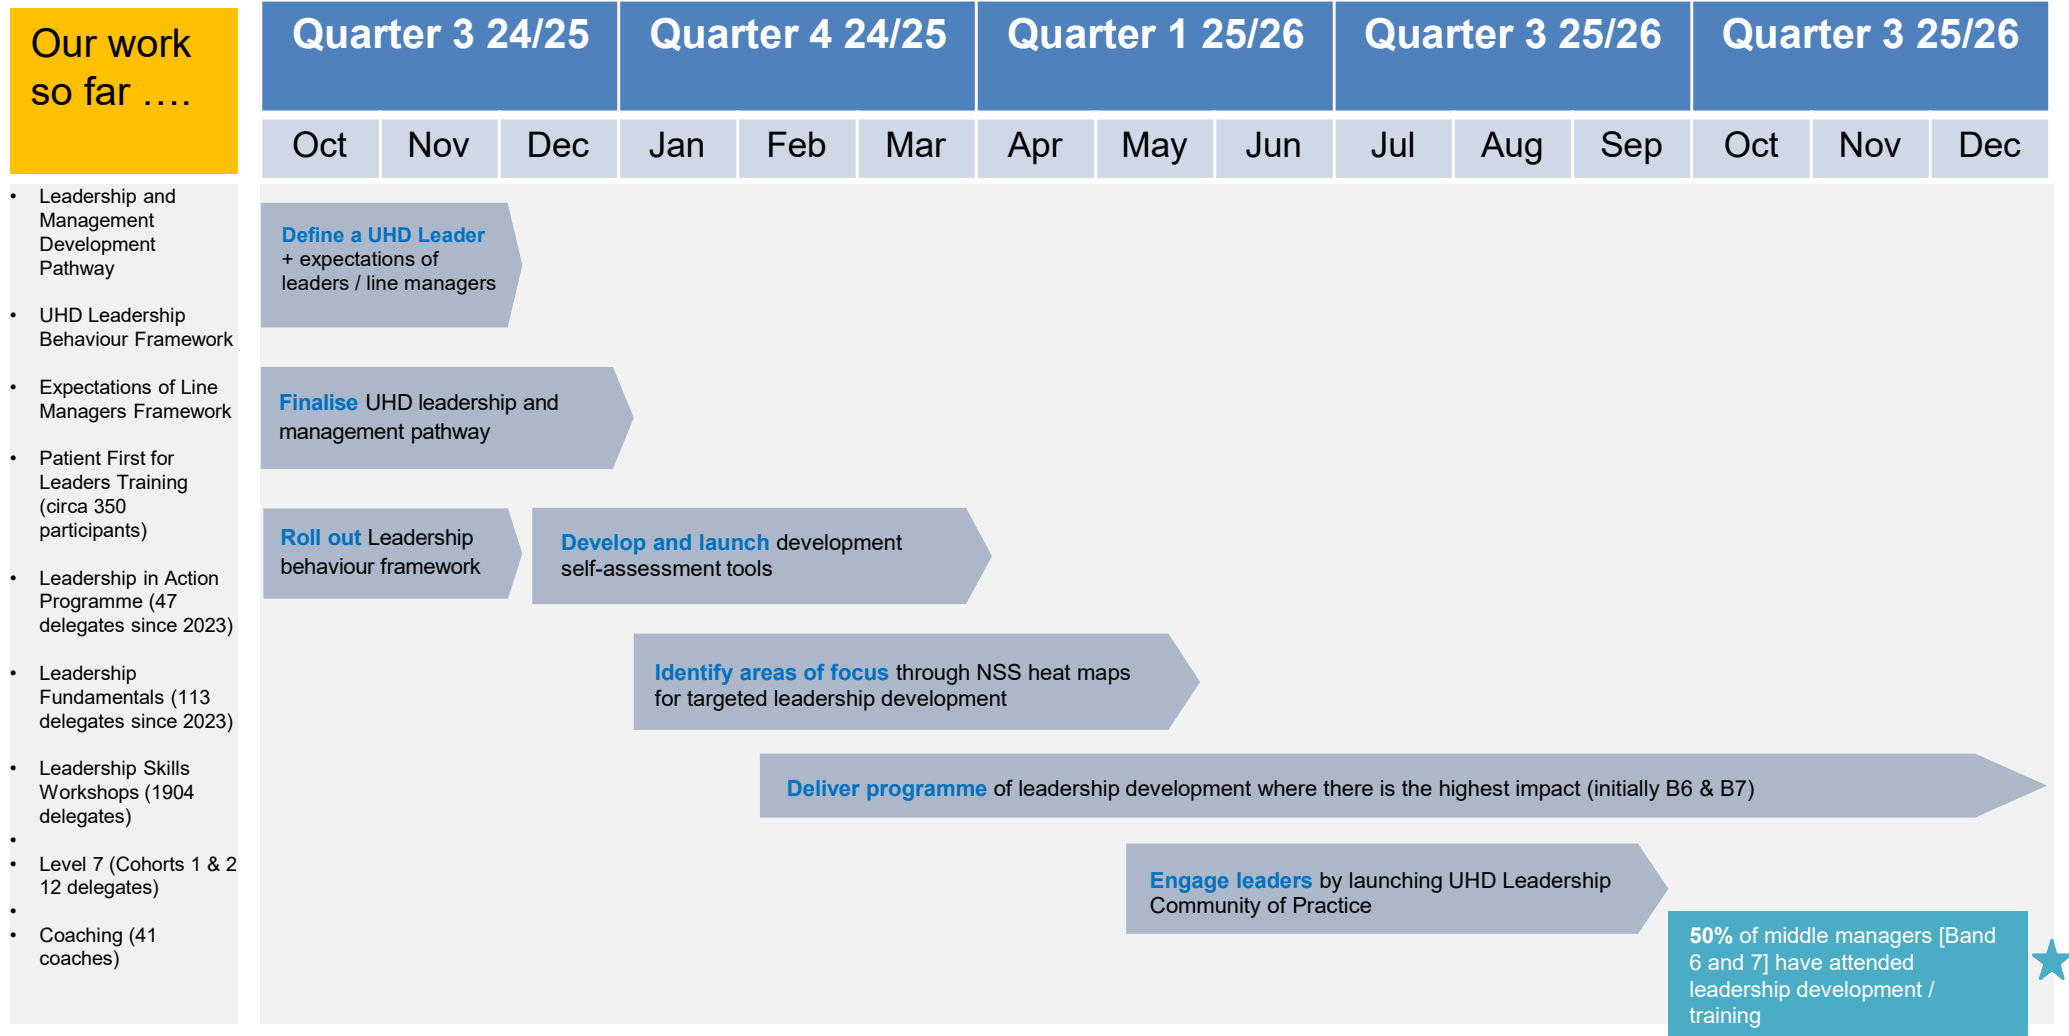 Our work
so far ….
Quarter 3 24/25
Quarter 4 24/25
Quarter 1 25/26
Quarter 3 25/26
Quarter 3 25/26
Oct
Nov
Dec
Jan
Feb
Mar
Apr
May
Jun
Jul
Aug
Sep
Oct
Nov
Dec
• Leadership and
Management
Development
Pathway
• UHD Leadership
Behaviour Framework
• Expectations of Line
Managers Framework
• Patient First for
Leaders Training
(circa 350
participants)
• Leadership in Action
Programme (47
delegates since 2023)
• Leadership
Fundamentals (113
delegates since 2023)
• Leadership Skills
Workshops (1904
delegates)
•
• Level 7 (Cohorts 1 & 2
12 delegates)
•
• Coaching (41
coaches)
Define a UHD Leader
+ expectations of
leaders / line managers
Finalise UHD leadership and
management pathway
Roll out Leadership
behaviour framework
Develop and launch development
self-assessment tools
Identify areas of focus through NSS heat maps
for targeted leadership development
Deliver programme of leadership development where there is the highest impact (initially B6 & B7)
Engage leaders by launching UHD Leadership
Community of Practice
50% of middle managers [Band
6 and 7] have attended
leadership development /
training